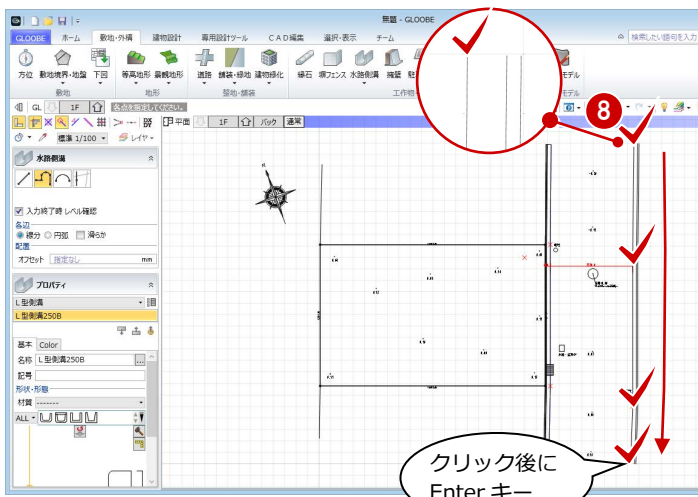 無題 - GLOOBE
GLOOBE ホーム 敷地・外構 建物設計 専用設計ツール CAD編集 選択・表示 チーム 検索したい語句を入力
方位 敷地境界・地盤 下図 等高地形 景観地形 道路 舗装・緑地 建物緑化 縁石 塀フェンス 水路側溝 擁壁 駐 モデル
敷地 地形 整地・舗装 工作物 モデル
GL 1F 各点を指定してください。
平面 1F バック 通常
標準 1/100 レイヤー
8
水路側溝
入力終了時 レベル確認
各辺
線分 円弧 滑らか
配置
オフセット 指定なし mm
プロパティ
L型側溝
L型側溝250B
基本 Color
名称 L型側溝250B ...
記号
形状・形態
材質 -------
ALL
クリック後に
Enter キー